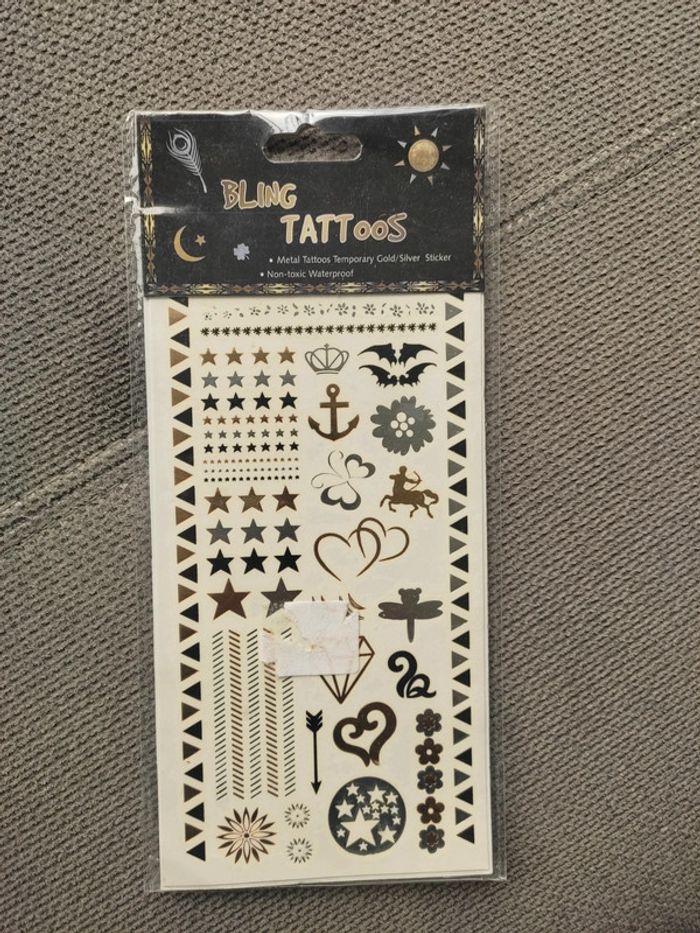 BLING
TATToos
• Metal Tattoos Temporary Gold/Silver Sticker
• Non-toxic Waterproof